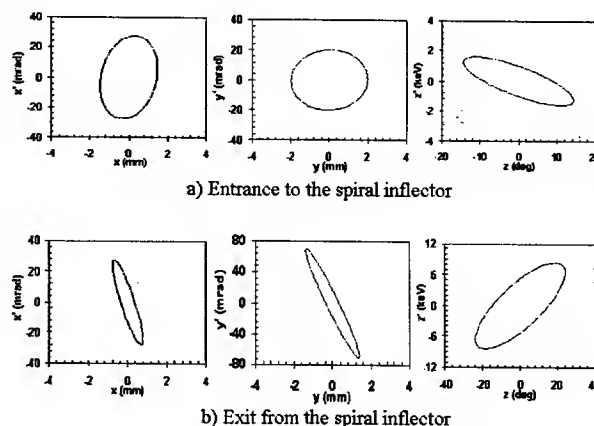 x' (mrad)
40
20
0
-20
-40
-4 -2 0 2 4
x (mm)
y' (mrad)
40
20
0
-20
-40
-4 -2 0 2 4
y (mm)
z' (keV)
4
2
0
-2
-4
-20 -10 0 10 20
z (deg)
a) Entrance to the spiral inflector
x' (mrad)
40
20
0
-20
-40
-4 -2 0 2 4
x (mm)
y' (mrad)
80
40
0
-40
-80
-4 -2 0 2 4
y (mm)
z' (keV)
12
6
0
-6
-12
-40 -20 0 20 40
z (deg)
b) Exit from the spiral inflector